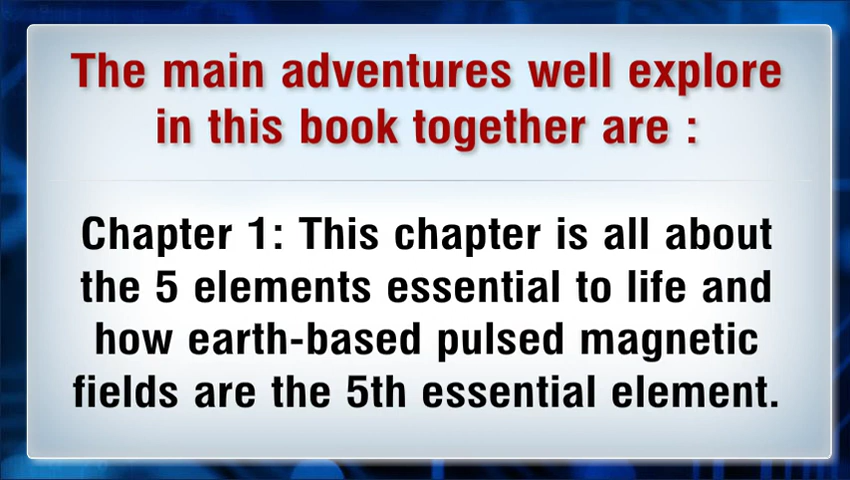 The main adventures well explore
in this book together are :
Chapter 1: This chapter is all about
the 5 elements essential to life and
how earth-based pulsed magnetic
fields are the 5th essential element.